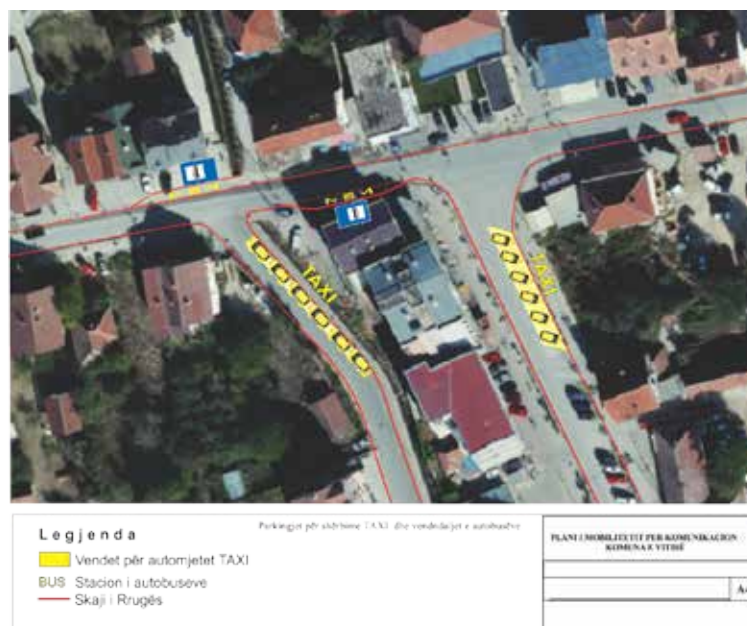 TAXI
TAXI
Legjenda
Parkingjet për shërbime TAXI dhe vendndaljet e autobusëve
Vendet për automjetet TAXI
BUS Stacion i autobuseve
Skaji i Rrugës
PLANI I MOBILITETIT PER KOMUNIKACION
KOMUNA E VITISË